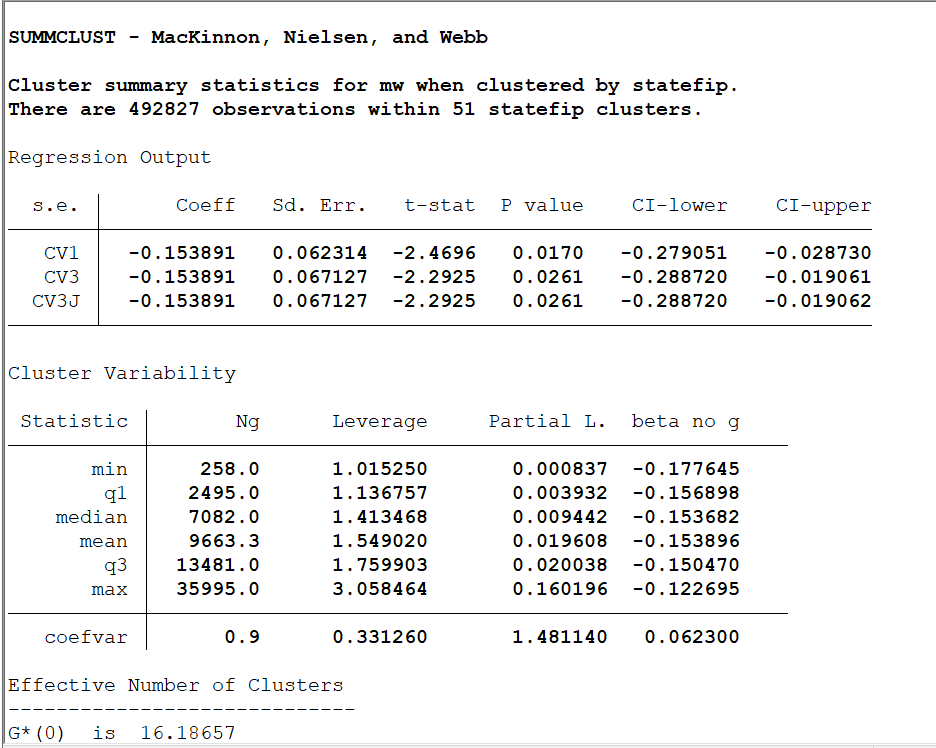 SUMMCLUST - MacKinnon, Nielsen, and Webb
Cluster summary statistics for mw when clustered by statefip.
There are 492827 observations within 51 statefip clusters.
Regression Output
s.e. Coeff Sd. Err. t-stat P value CI-lower CI-upper
CV1 -0.153891 0.062314 -2.4696 0.0170 -0.279051 -0.028730
CV3 -0.153891 0.067127 -2.2925 0.0261 -0.288720 -0.019061
CV3J -0.153891 0.067127 -2.2925 0.0261 -0.288720 -0.019062
Cluster Variability
Statistic Ng Leverage Partial L. beta no g
min 258.0 1.015250 0.000837 -0.177645
q1 2495.0 1.136757 0.003932 -0.156898
median 7082.0 1.413468 0.009442 -0.153682
mean 9663.3 1.549020 0.019608 -0.153896
q3 13481.0 1.759903 0.020038 -0.150470
max 35995.0 3.058464 0.160196 -0.122695
coefvar 0.9 0.331260 1.481140 0.062300
Effective Number of Clusters
-----------------------------
G*(0) is 16.18657